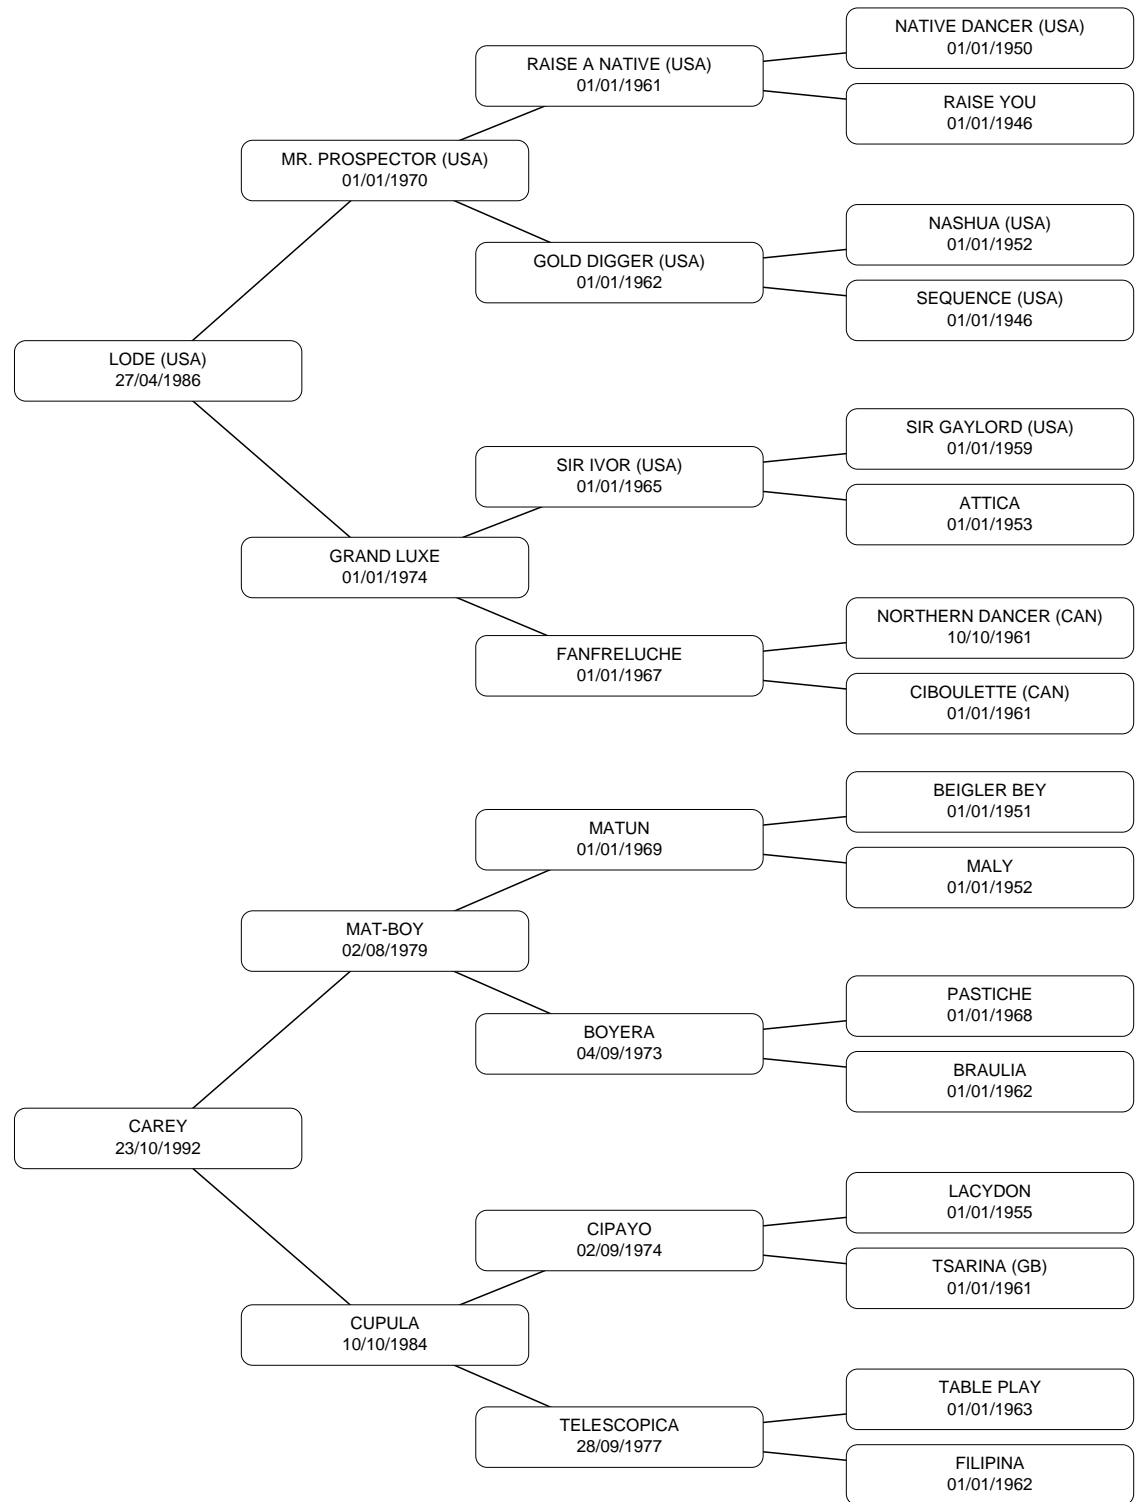 NATIVE DANCER (USA)
01/01/1950
RAISE A NATIVE (USA)
01/01/1961
RAISE YOU
01/01/1946
MR. PROSPECTOR (USA)
01/01/1970
NASHUA (USA)
01/01/1952
GOLD DIGGER (USA)
01/01/1962
SEQUENCE (USA)
01/01/1946
LODE (USA)
27/04/1986
SIR GAYLORD (USA)
01/01/1959
SIR IVOR (USA)
01/01/1965
ATTICA
01/01/1953
GRAND LUXE
01/01/1974
NORTHERN DANCER (CAN)
10/10/1961
FANFRELUCHE
01/01/1967
CIBOULETTE (CAN)
01/01/1961
BEIGLER BEY
01/01/1951
MATUN
01/01/1969
MALY
01/01/1952
MAT-BOY
02/08/1979
PASTICHE
01/01/1968
BOYERA
04/09/1973
BRAULIA
01/01/1962
CAREY
23/10/1992
LACYDON
01/01/1955
CIPAYO
02/09/1974
TSARINA (GB)
01/01/1961
CUPULA
10/10/1984
TABLE PLAY
01/01/1963
TELESCOPICA
28/09/1977
FILIPINA
01/01/1962